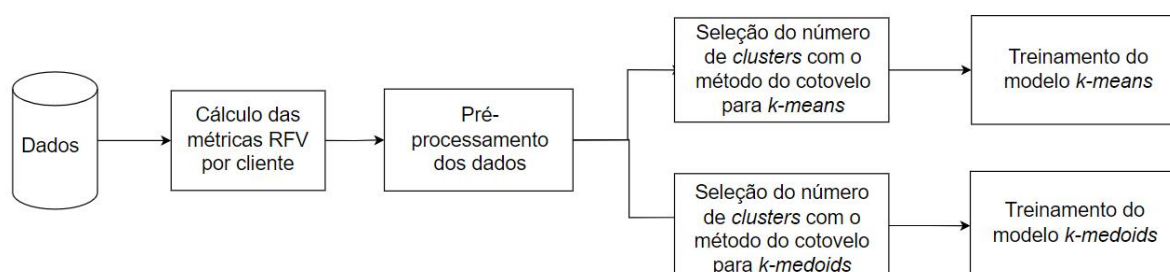 Dados
Cálculo das
métricas RFV
por cliente
Pré-
processamento
dos dados
Seleção do número
de clusters com o
método do cotovelo
para k-means
Treinamento do
modelo k-means
Seleção do número
de clusters com o
método do cotovelo
para k-medoids
Treinamento do
modelo k-medoids